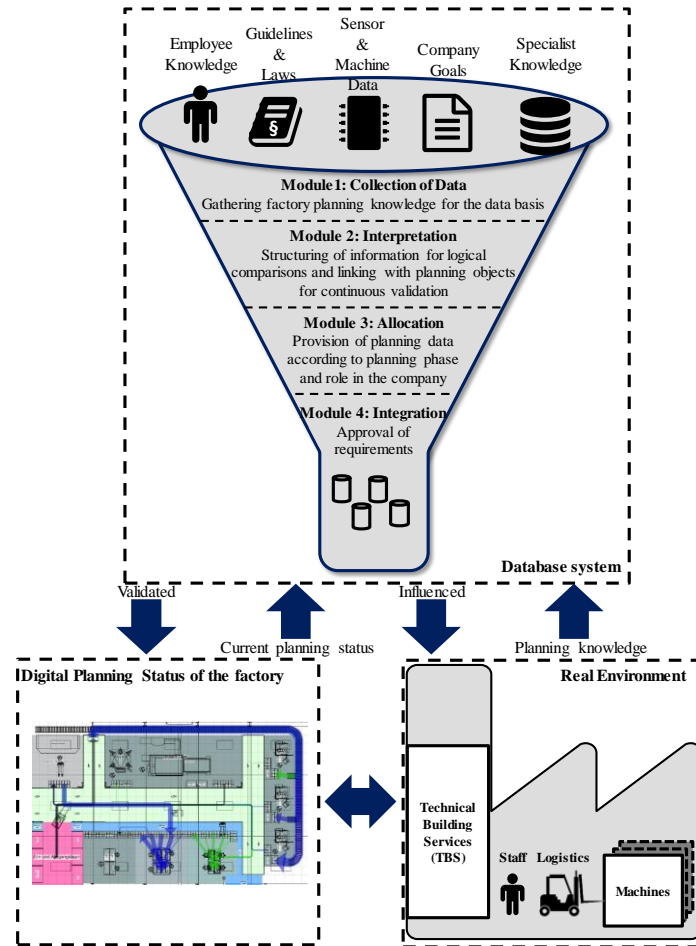 Employee
Knowledge
Guidelines
&
Laws
Sensor
&
Machine
Data
Company
Goals
Specialist
Knowledge
§
Module 1: Collection of Data
Gathering factory planning knowledge for the data basis
Module 2: Interpretation
Structuring of information for logical
comparisons and linking with planning objects
for continuous validation
Module 3: Allocation
Provision of planning data
according to planning phase
and role in the company
Module 4: Integration
Approval of
requirements
Database system
Validated
Current planning status
Influenced
Planning knowledge
Digital Planning Status of the factory
Real Environment
Technical
Building
Services
(TBS)
Staff
Logistics
Machines